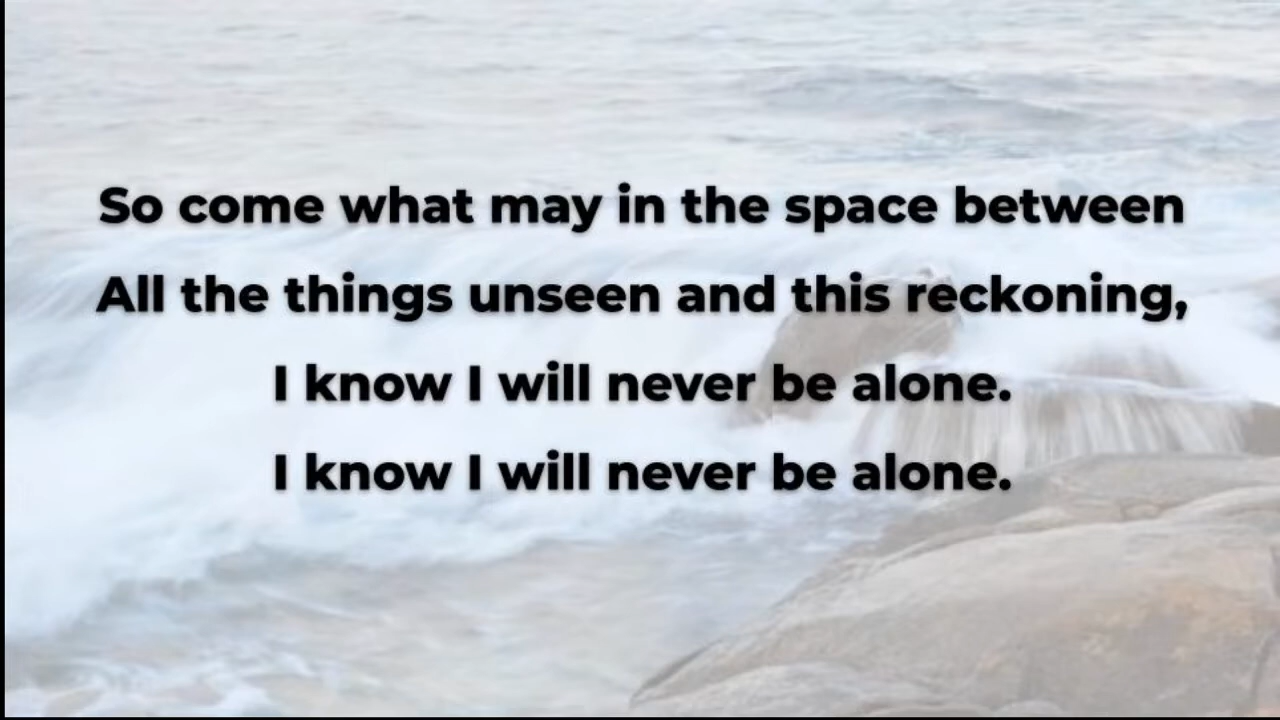 So come what may in the space between
All the things unseen and this reckoning,
I know I will never be alone.
I know I will never be alone.